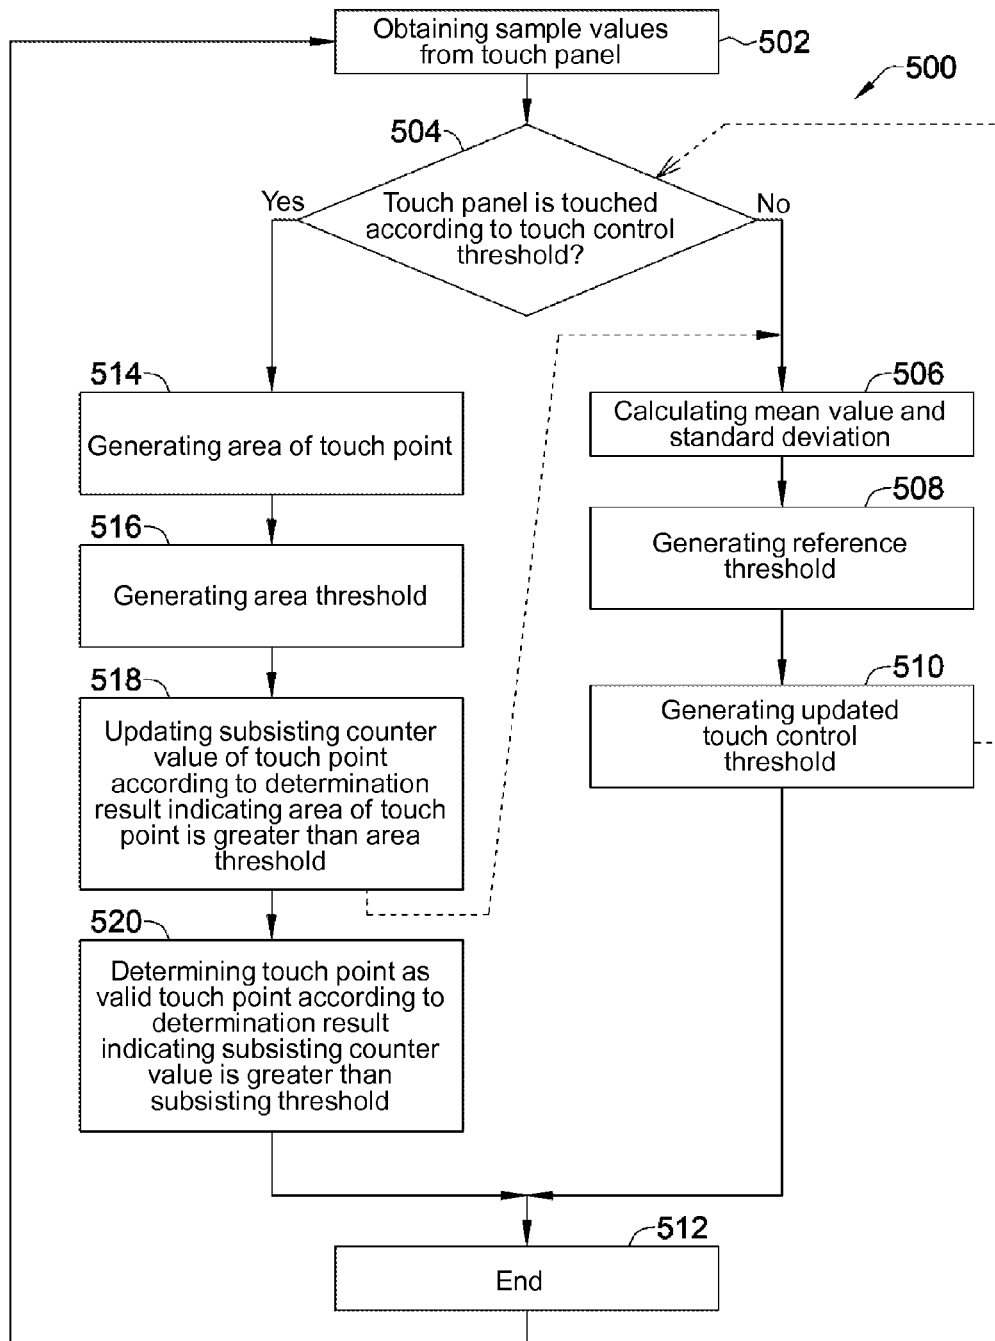 Obtaining sample values
from touch panel
502
500
504
Yes
Touch panel is touched
according to touch control
threshold?
No
514
Generating area of touch point
506
Calculating mean value and
standard deviation
516
Generating area threshold
508
Generating reference
threshold
518
Updating subsisting counter
value of touch point
according to determination
result indicating area of touch
point is greater than area
threshold
510
Generating updated
touch control
threshold
520
Determining touch point as
valid touch point according to
determination result
indicating subsisting counter
value is greater than
subsisting threshold
512
End